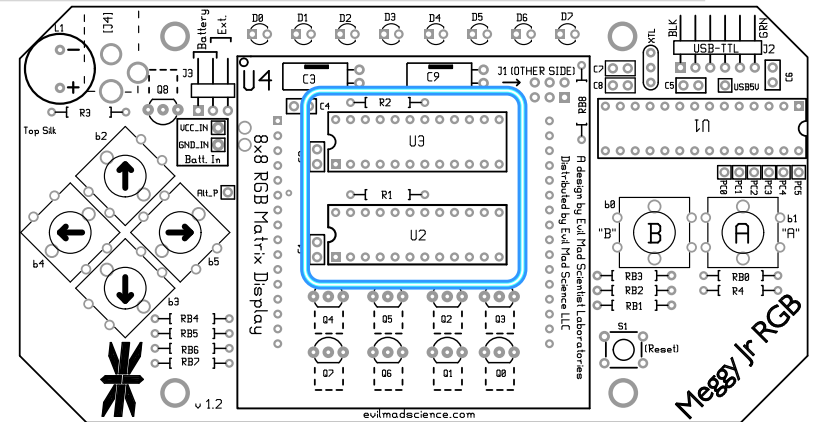 D0 D1 D2 D3 D4 D5 D6 D7
L1
[J4]
Battery
Ext.
BLK
GRN
USB-TTL
J2
XTL
J3
Q8
U4
C3
C9
J1 (OTHER SIDE)
C7
C8
C5
USB5V
C6
R3
C4
R2
RB8
U1
Top Silk
VCC_IN
GND_IN
Batt. In
U3
b2
PC0 PC1 PC2 PC3 PC4 PC5
Alt_P
R1
b0
b1
"B"
B
A
"A"
U2
b4
b5
b3
8x8 RGB Matrix Display
A design by Evil Mad Scientist Laboratories
Distributed by Evil Mad Science LLC
RB3
RB0
RB2
R4
RB1
RB4
RB5
RB6
RB7
Q4 Q5 Q2 Q3
S1
(Reset)
Q7 Q6 Q1 Q0
Meggy Jr RGB
v 1.2
evilmadscience.com